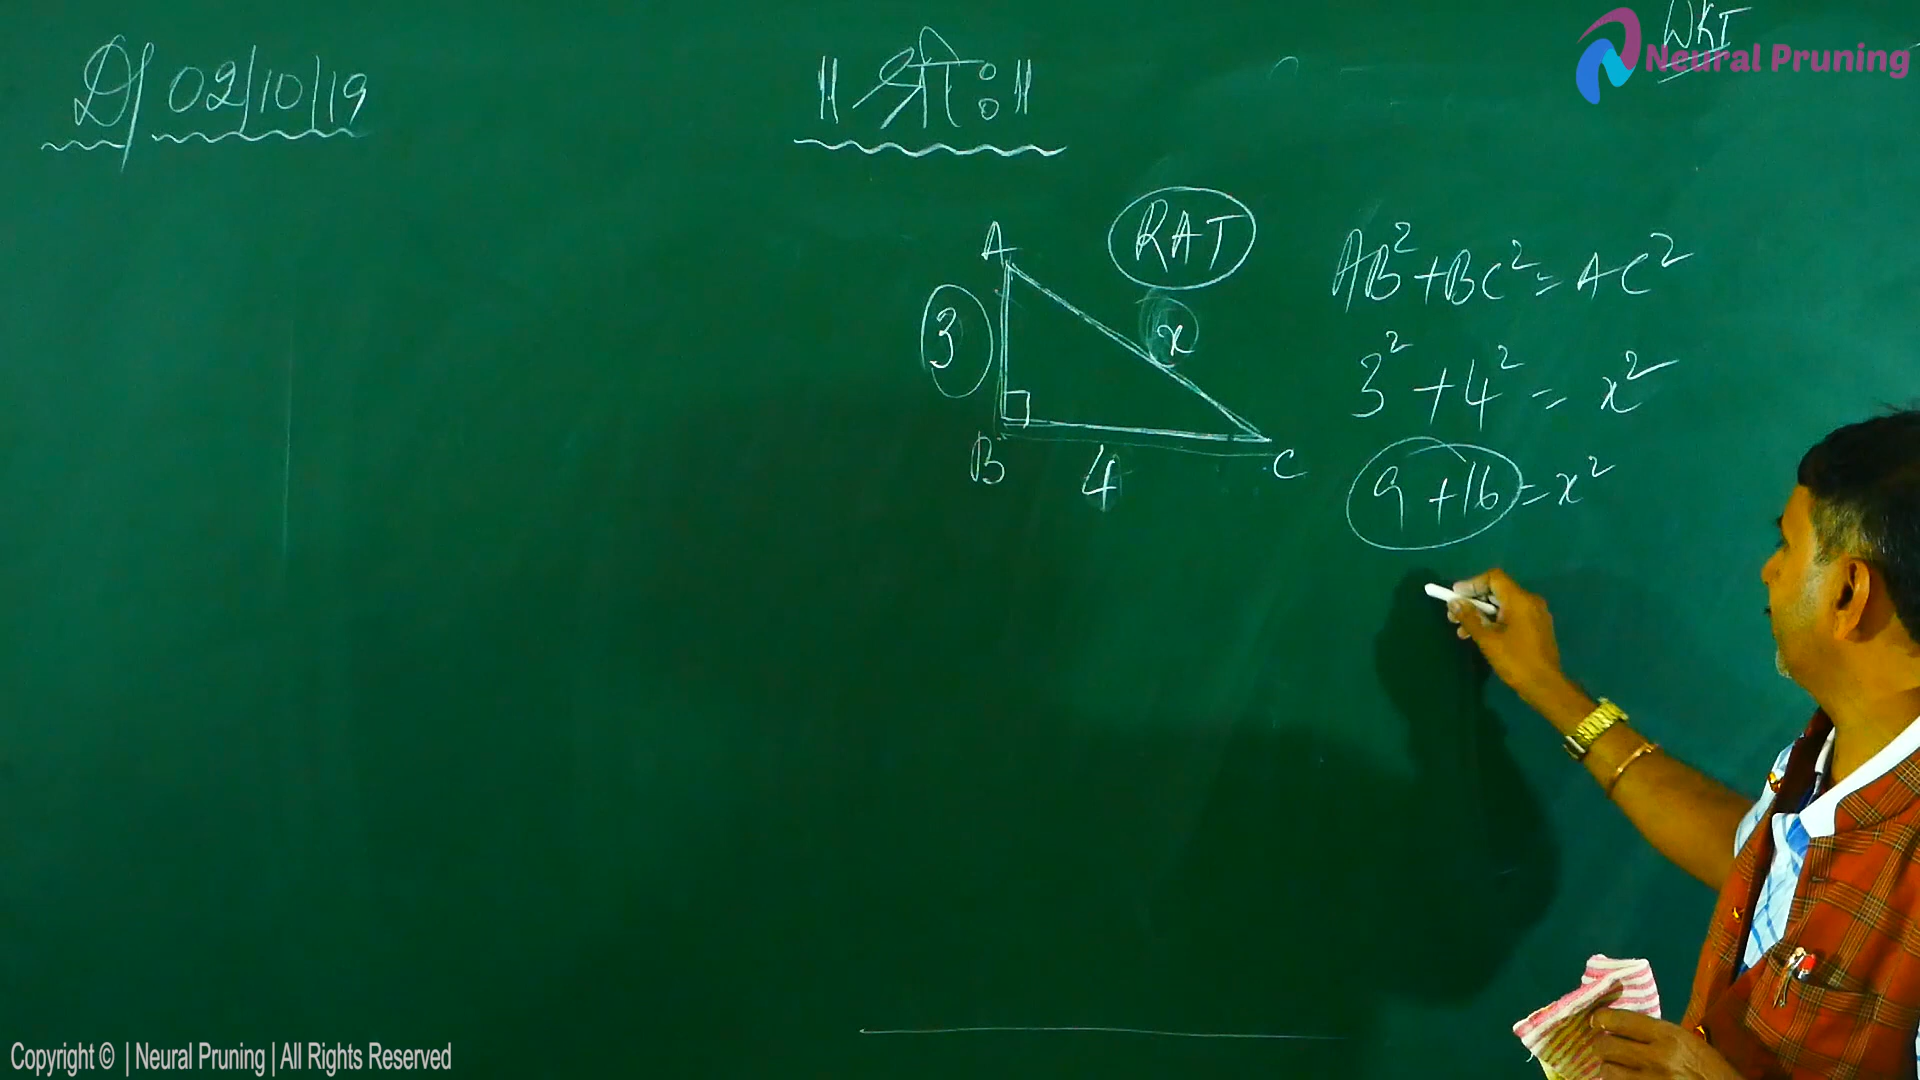 D/ 02/10/19
॥ श्री: ॥
WKT
Neural Pruning
RAT
A
3
x
B
4
C
AB²+BC²=AC²
3²+4²=x²
9+16=x²
Copyright © | Neural Pruning | All Rights Reserved